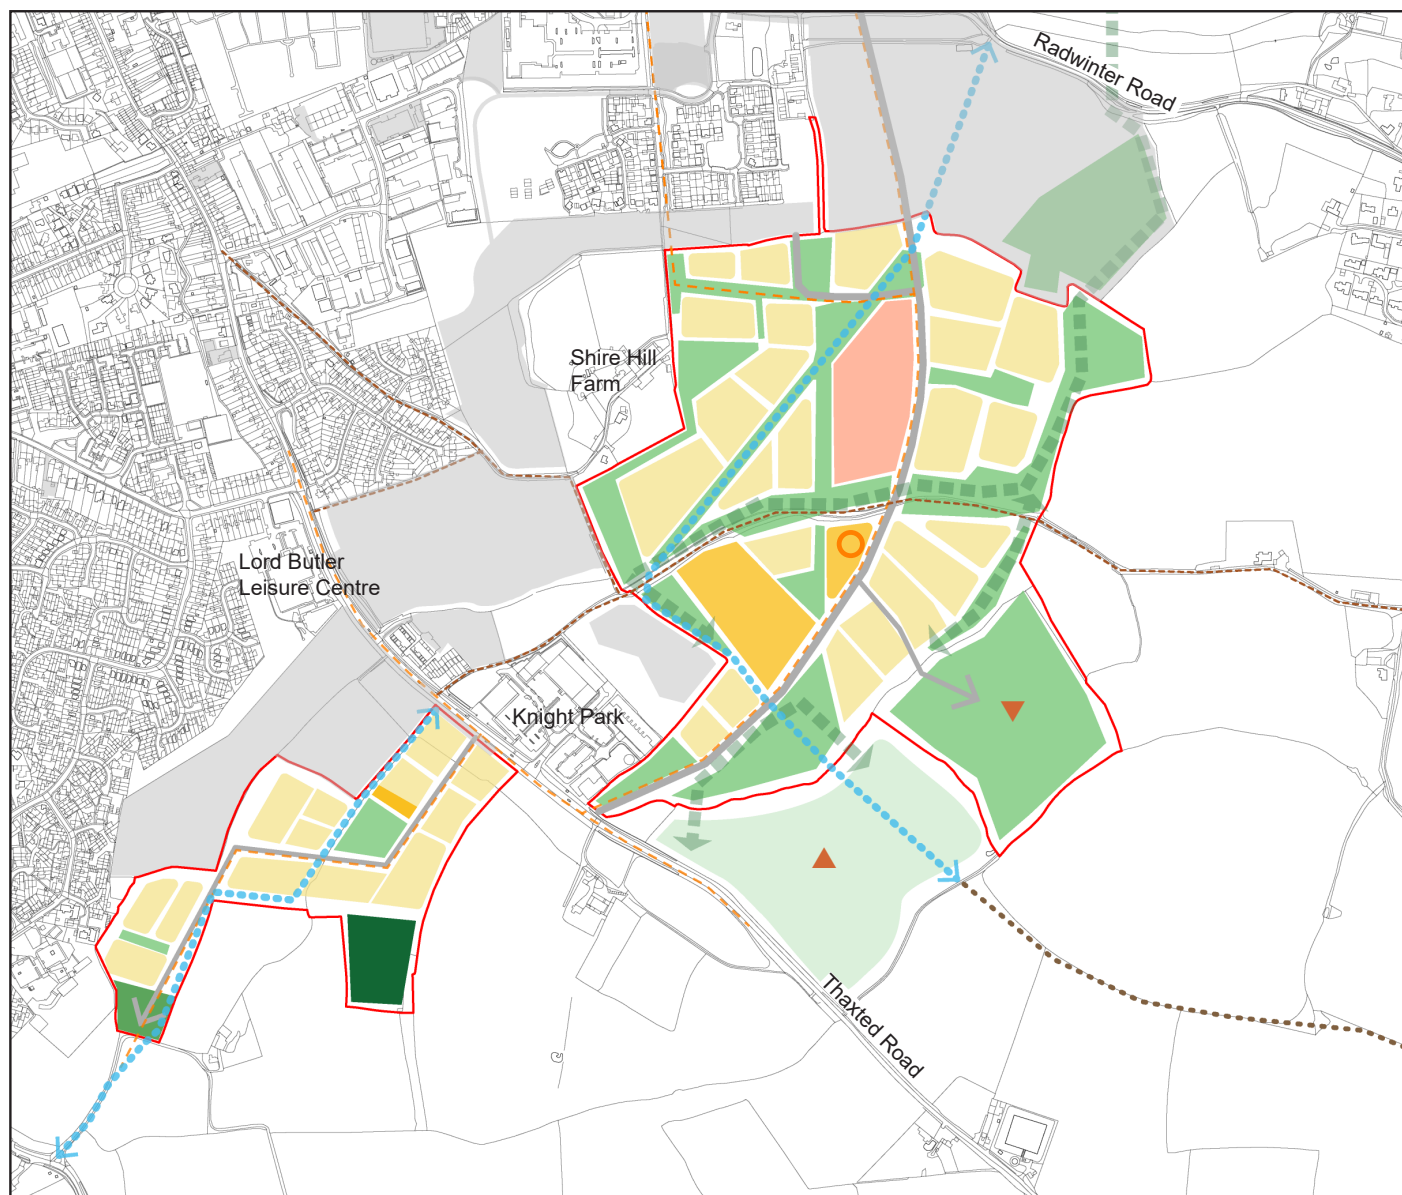 Radwinter Road
Shire Hill
Farm
Lord Butler
Leisure Centre
Knight Park
Thaxted Road